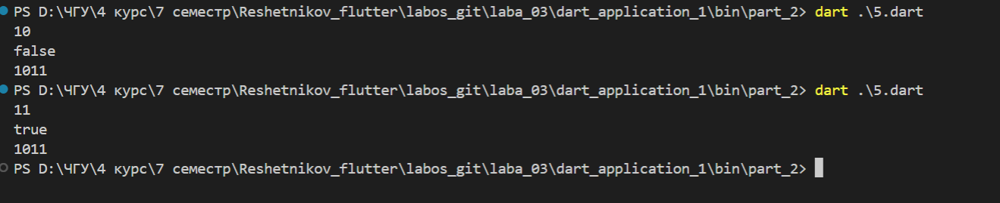 PS D:\ЧГУ\4 курс\7 семестр\Reshetnikov_flutter\labos_git\laba_03\dart_application_1\bin\part_2> dart .\5.dart
10
false
1011
PS D:\ЧГУ\4 курс\7 семестр\Reshetnikov_flutter\labos_git\laba_03\dart_application_1\bin\part_2> dart .\5.dart
11
true
1011
PS D:\ЧГУ\4 курс\7 семестр\Reshetnikov_flutter\labos_git\laba_03\dart_application_1\bin\part_2>